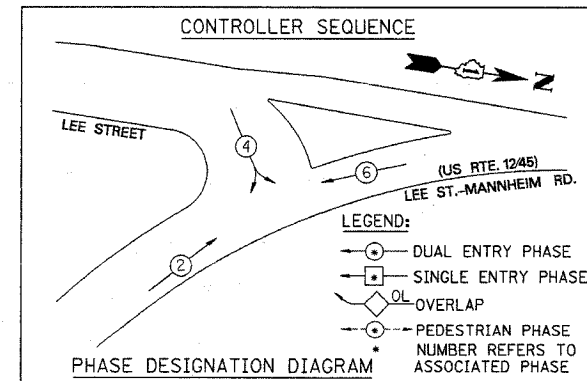 CONTROLLER SEQUENCE
N
LEE STREET
4
6
(US RTE. 12/45)
LEE ST.-MANNHEIM RD.
2
LEGEND:
* DUAL ENTRY PHASE
* SINGLE ENTRY PHASE
OL OVERLAP
* PEDESTRIAN PHASE
* NUMBER REFERS TO
ASSOCIATED PHASE
PHASE DESIGNATION DIAGRAM